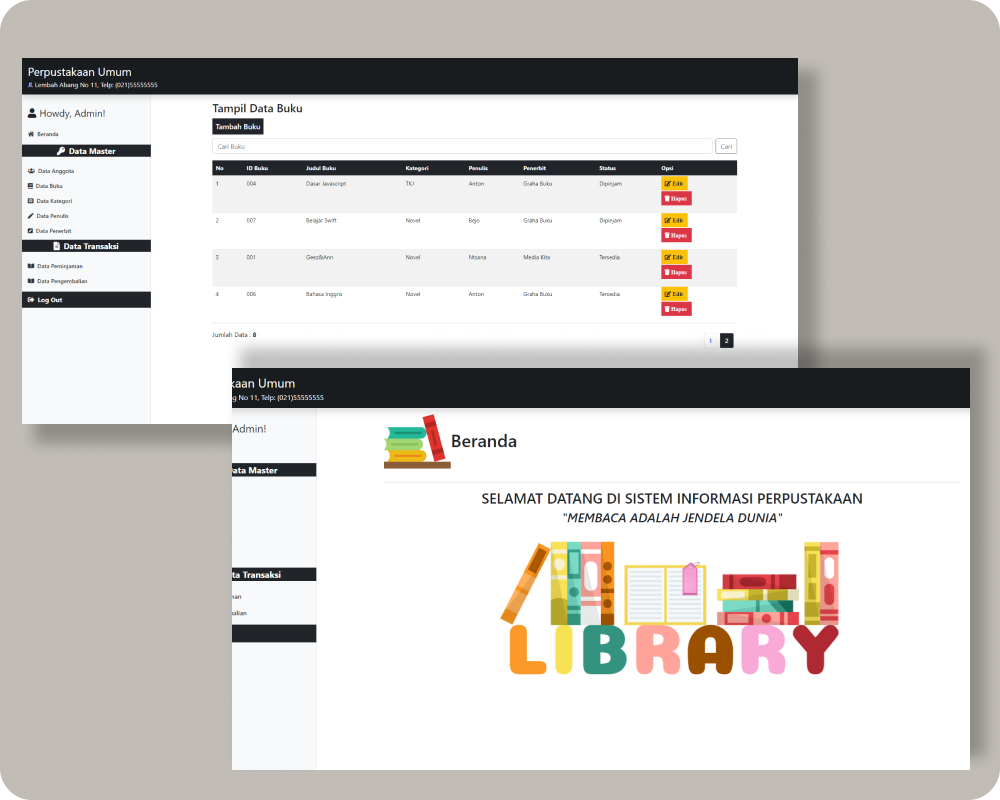 Perpustakaan Umum
Jl. Lembah Abang No 11, Telp: (021)55555555
Howdy, Admin!
Beranda
Data Master
Data Anggota
Data Buku
Data Kategori
Data Penulis
Data Penerbit
Data Transaksi
Data Peminjaman
Data Pengembalian
Log Out
Tampil Data Buku
Tambah Buku
Cari Buku Cari
No ID Buku Judul Buku Kategori Penulis Penerbit Status Opsi
1 004 Dasar Javascript TKJ Anton Graha Buku Dipinjam Edit
Hapus
2 007 Belajar Swift Novel Bejo Graha Buku Dipinjam Edit
Hapus
3 001 Geez&Ann Novel Ntsana Media Kita Tersedia Edit
Hapus
4 006 Bahasa Inggris Novel Anton Graha Buku Tersedia Edit
Hapus
Jumlah Data : 8 1 2
kaan Umum
g No 11, Telp: (021)55555555
Admin!
ata Master
ta Transaksi
nan
alian
Beranda
SELAMAT DATANG DI SISTEM INFORMASI PERPUSTAKAAN
"MEMBACA ADALAH JENDELA DUNIA"
LIBRARY